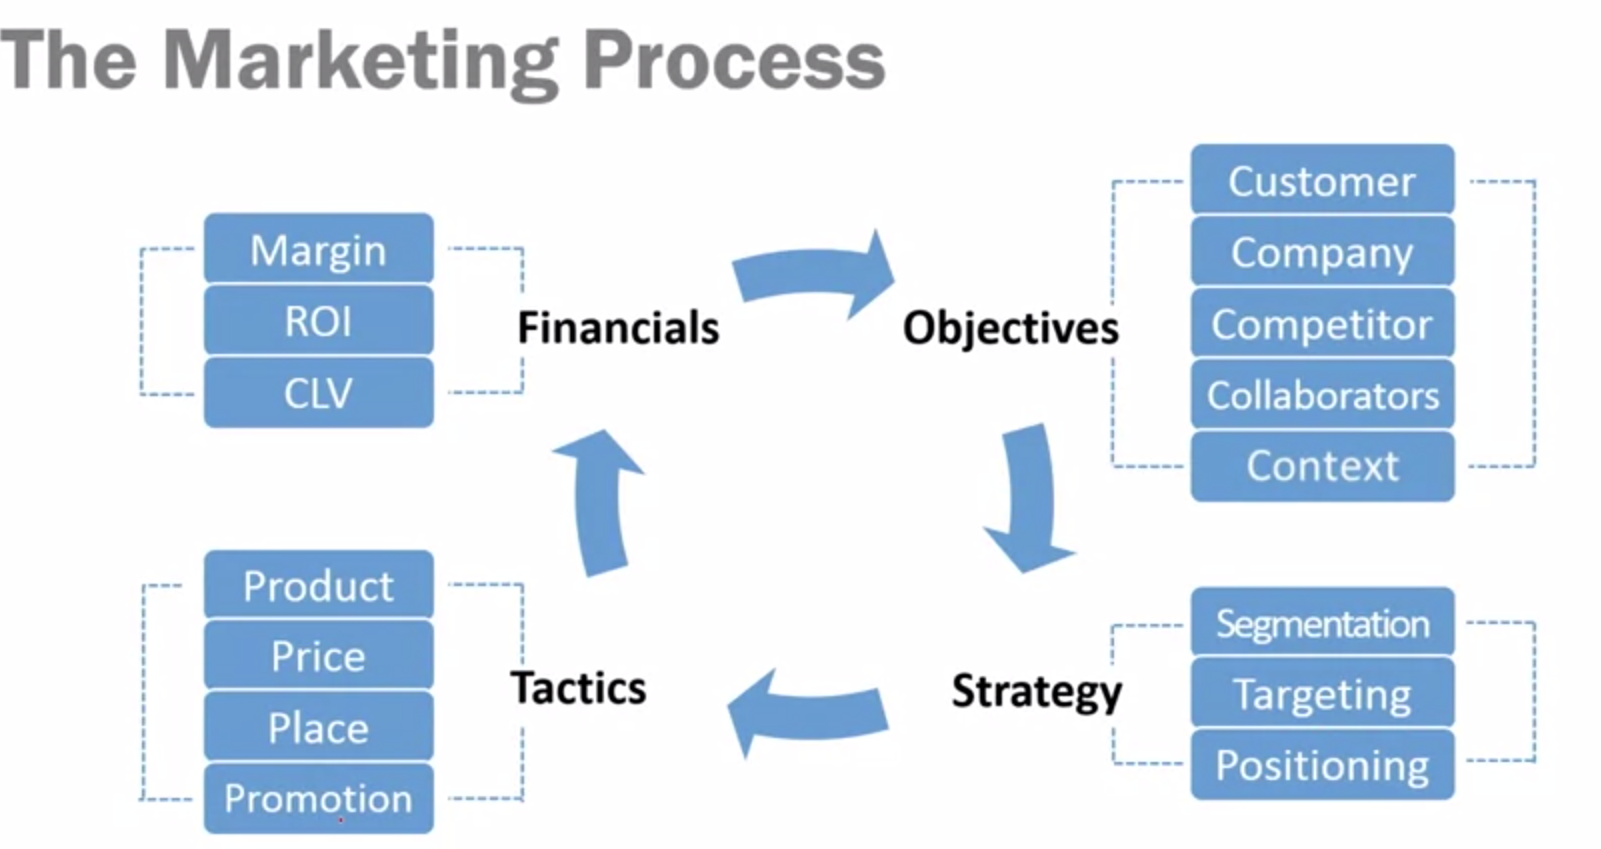 The Marketing Process
Margin
ROI
CLV
Financials
Objectives
Customer
Company
Competitor
Collaborators
Context
Product
Price
Place
Promotion
Tactics
Strategy
Segmentation
Targeting
Positioning